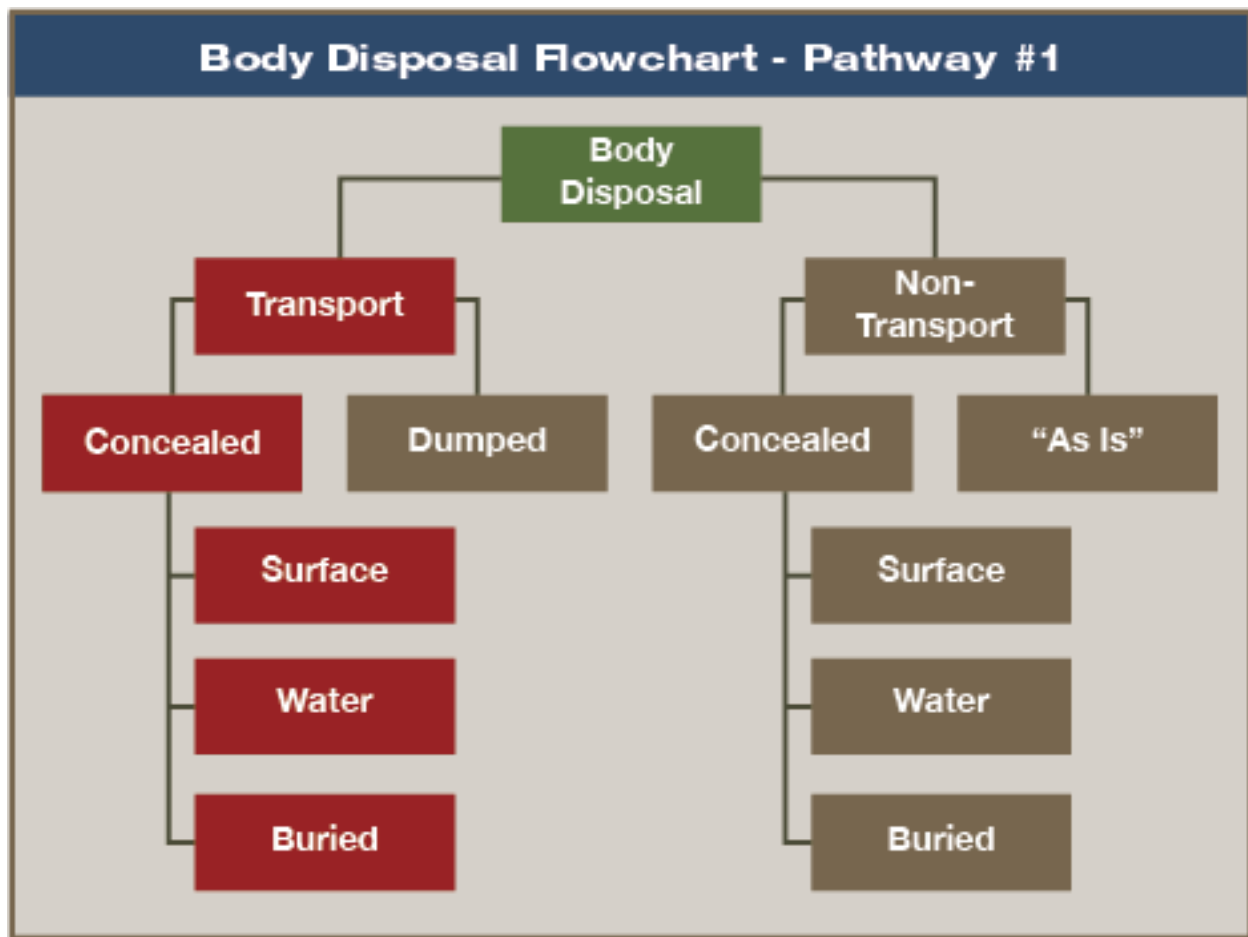 Body Disposal Flowchart - Pathway #1
Body
Disposal
Transport
Non-
Transport
Concealed
Dumped
Concealed
“As Is”
Surface
Surface
Water
Water
Buried
Buried